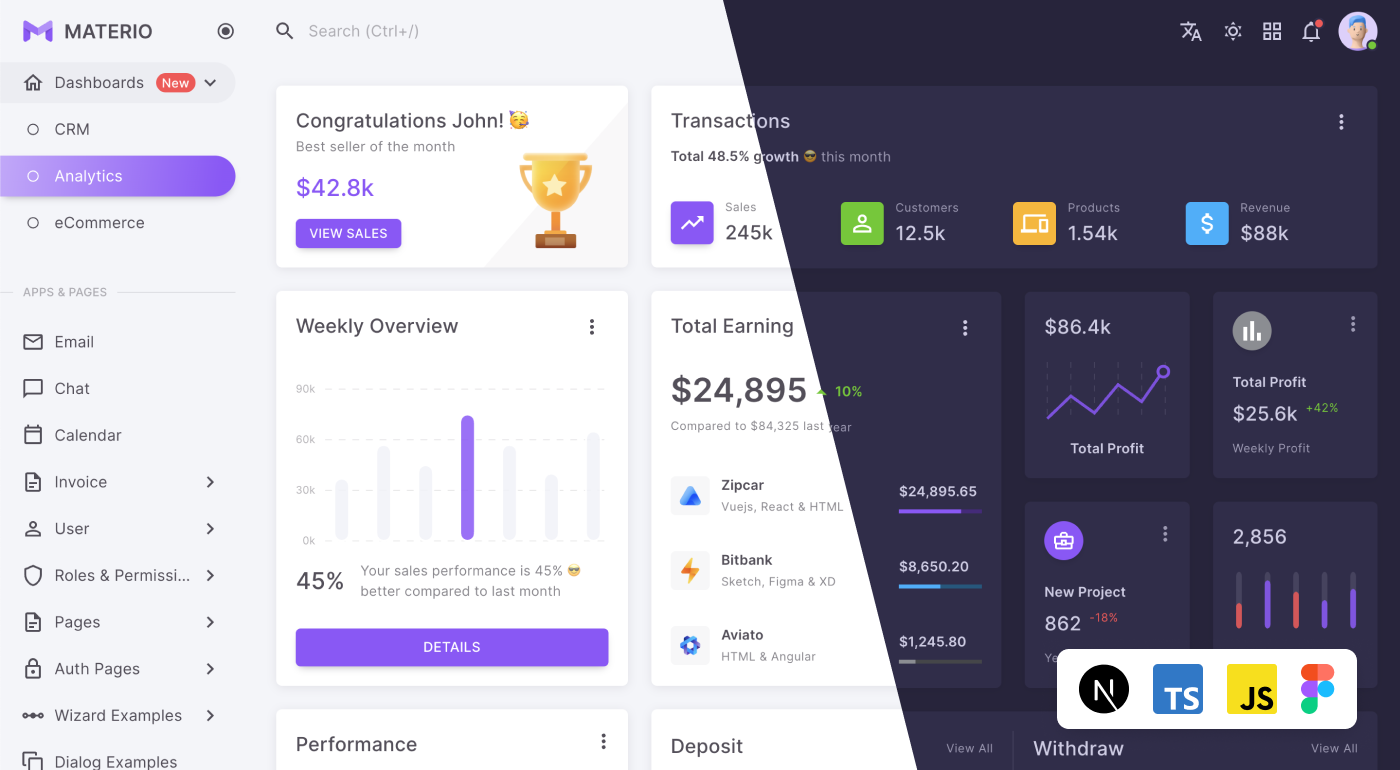 MATERIO
Search (Ctrl+/)
Dashboards New
CRM
Analytics
eCommerce
APPS & PAGES
Email
Chat
Calendar
Invoice
User
Roles & Permissi...
Pages
Auth Pages
Wizard Examples
Dialog Examples
Congratulations John! 🥳
Best seller of the month
$42.8k
VIEW SALES
Transactions
Total 48.5% growth 😎 this month
Sales
245k
Customers
12.5k
Products
1.54k
Revenue
$88k
Weekly Overview
90k
60k
30k
0k
45%
Your sales performance is 45% 😎
better compared to last month
DETAILS
Total Earning
$24,895 10%
Compared to $84,325 last year
Zipcar
Vuejs, React & HTML
$24,895.65
Bitbank
Sketch, Figma & XD
$8,650.20
Aviato
HTML & Angular
$1,245.80
$86.4k
Total Profit
Total Profit
$25.6k +42%
Weekly Profit
New Project
862 -18%
Ye
2,856
N
TS
JS
Performance
Deposit
View All
Withdraw
View All